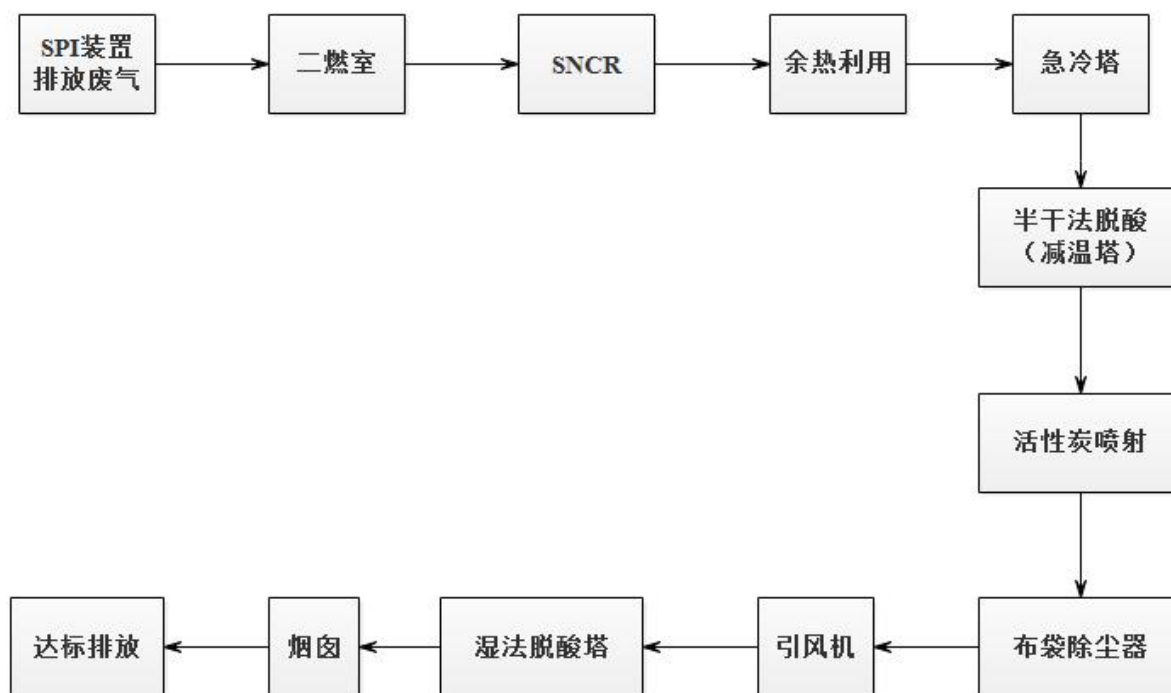 SPI装置
排放废气
二燃室
SNCR
余热利用
急冷塔
半干法脱酸
（减温塔）
活性炭喷射
布袋除尘器
引风机
湿法脱酸塔
烟囱
达标排放